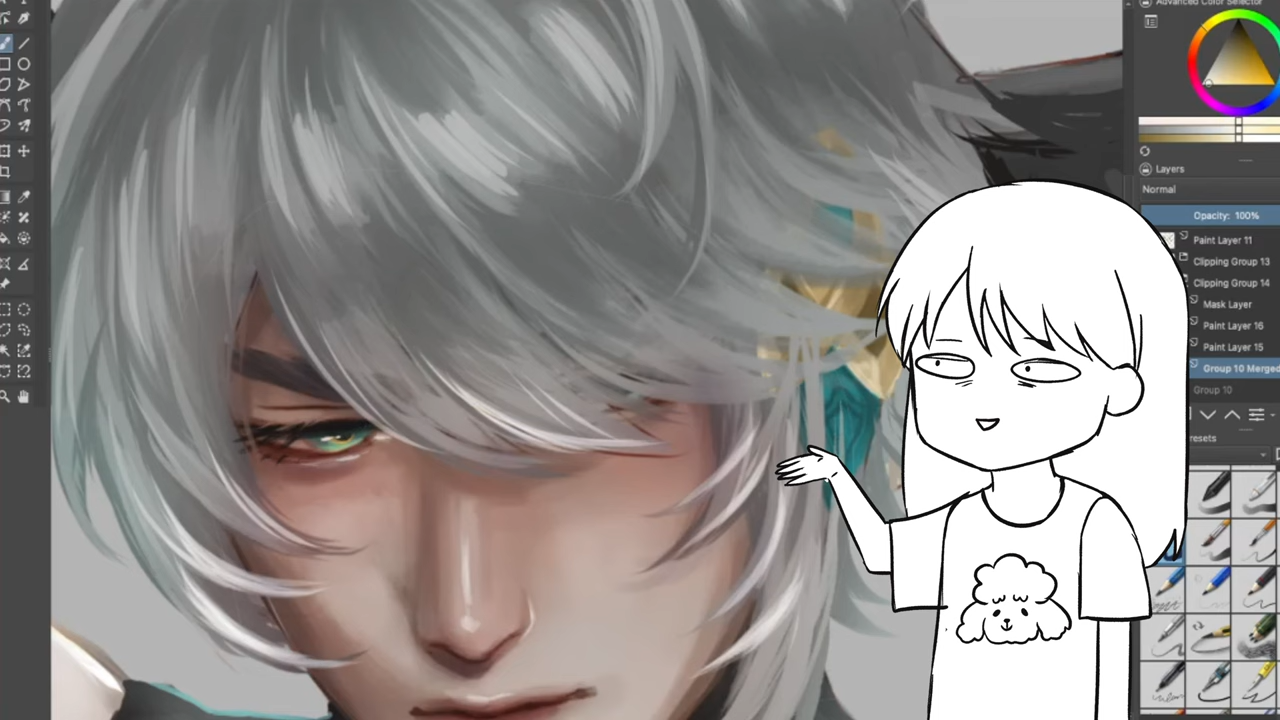 Advanced Color Selector
Layers
Normal
Opacity: 100%
Paint Layer 11
Clipping Group 13
Clipping Group 14
Mask Layer
Paint Layer 16
Paint Layer 15
Group 10 Merged
Group 10
resets